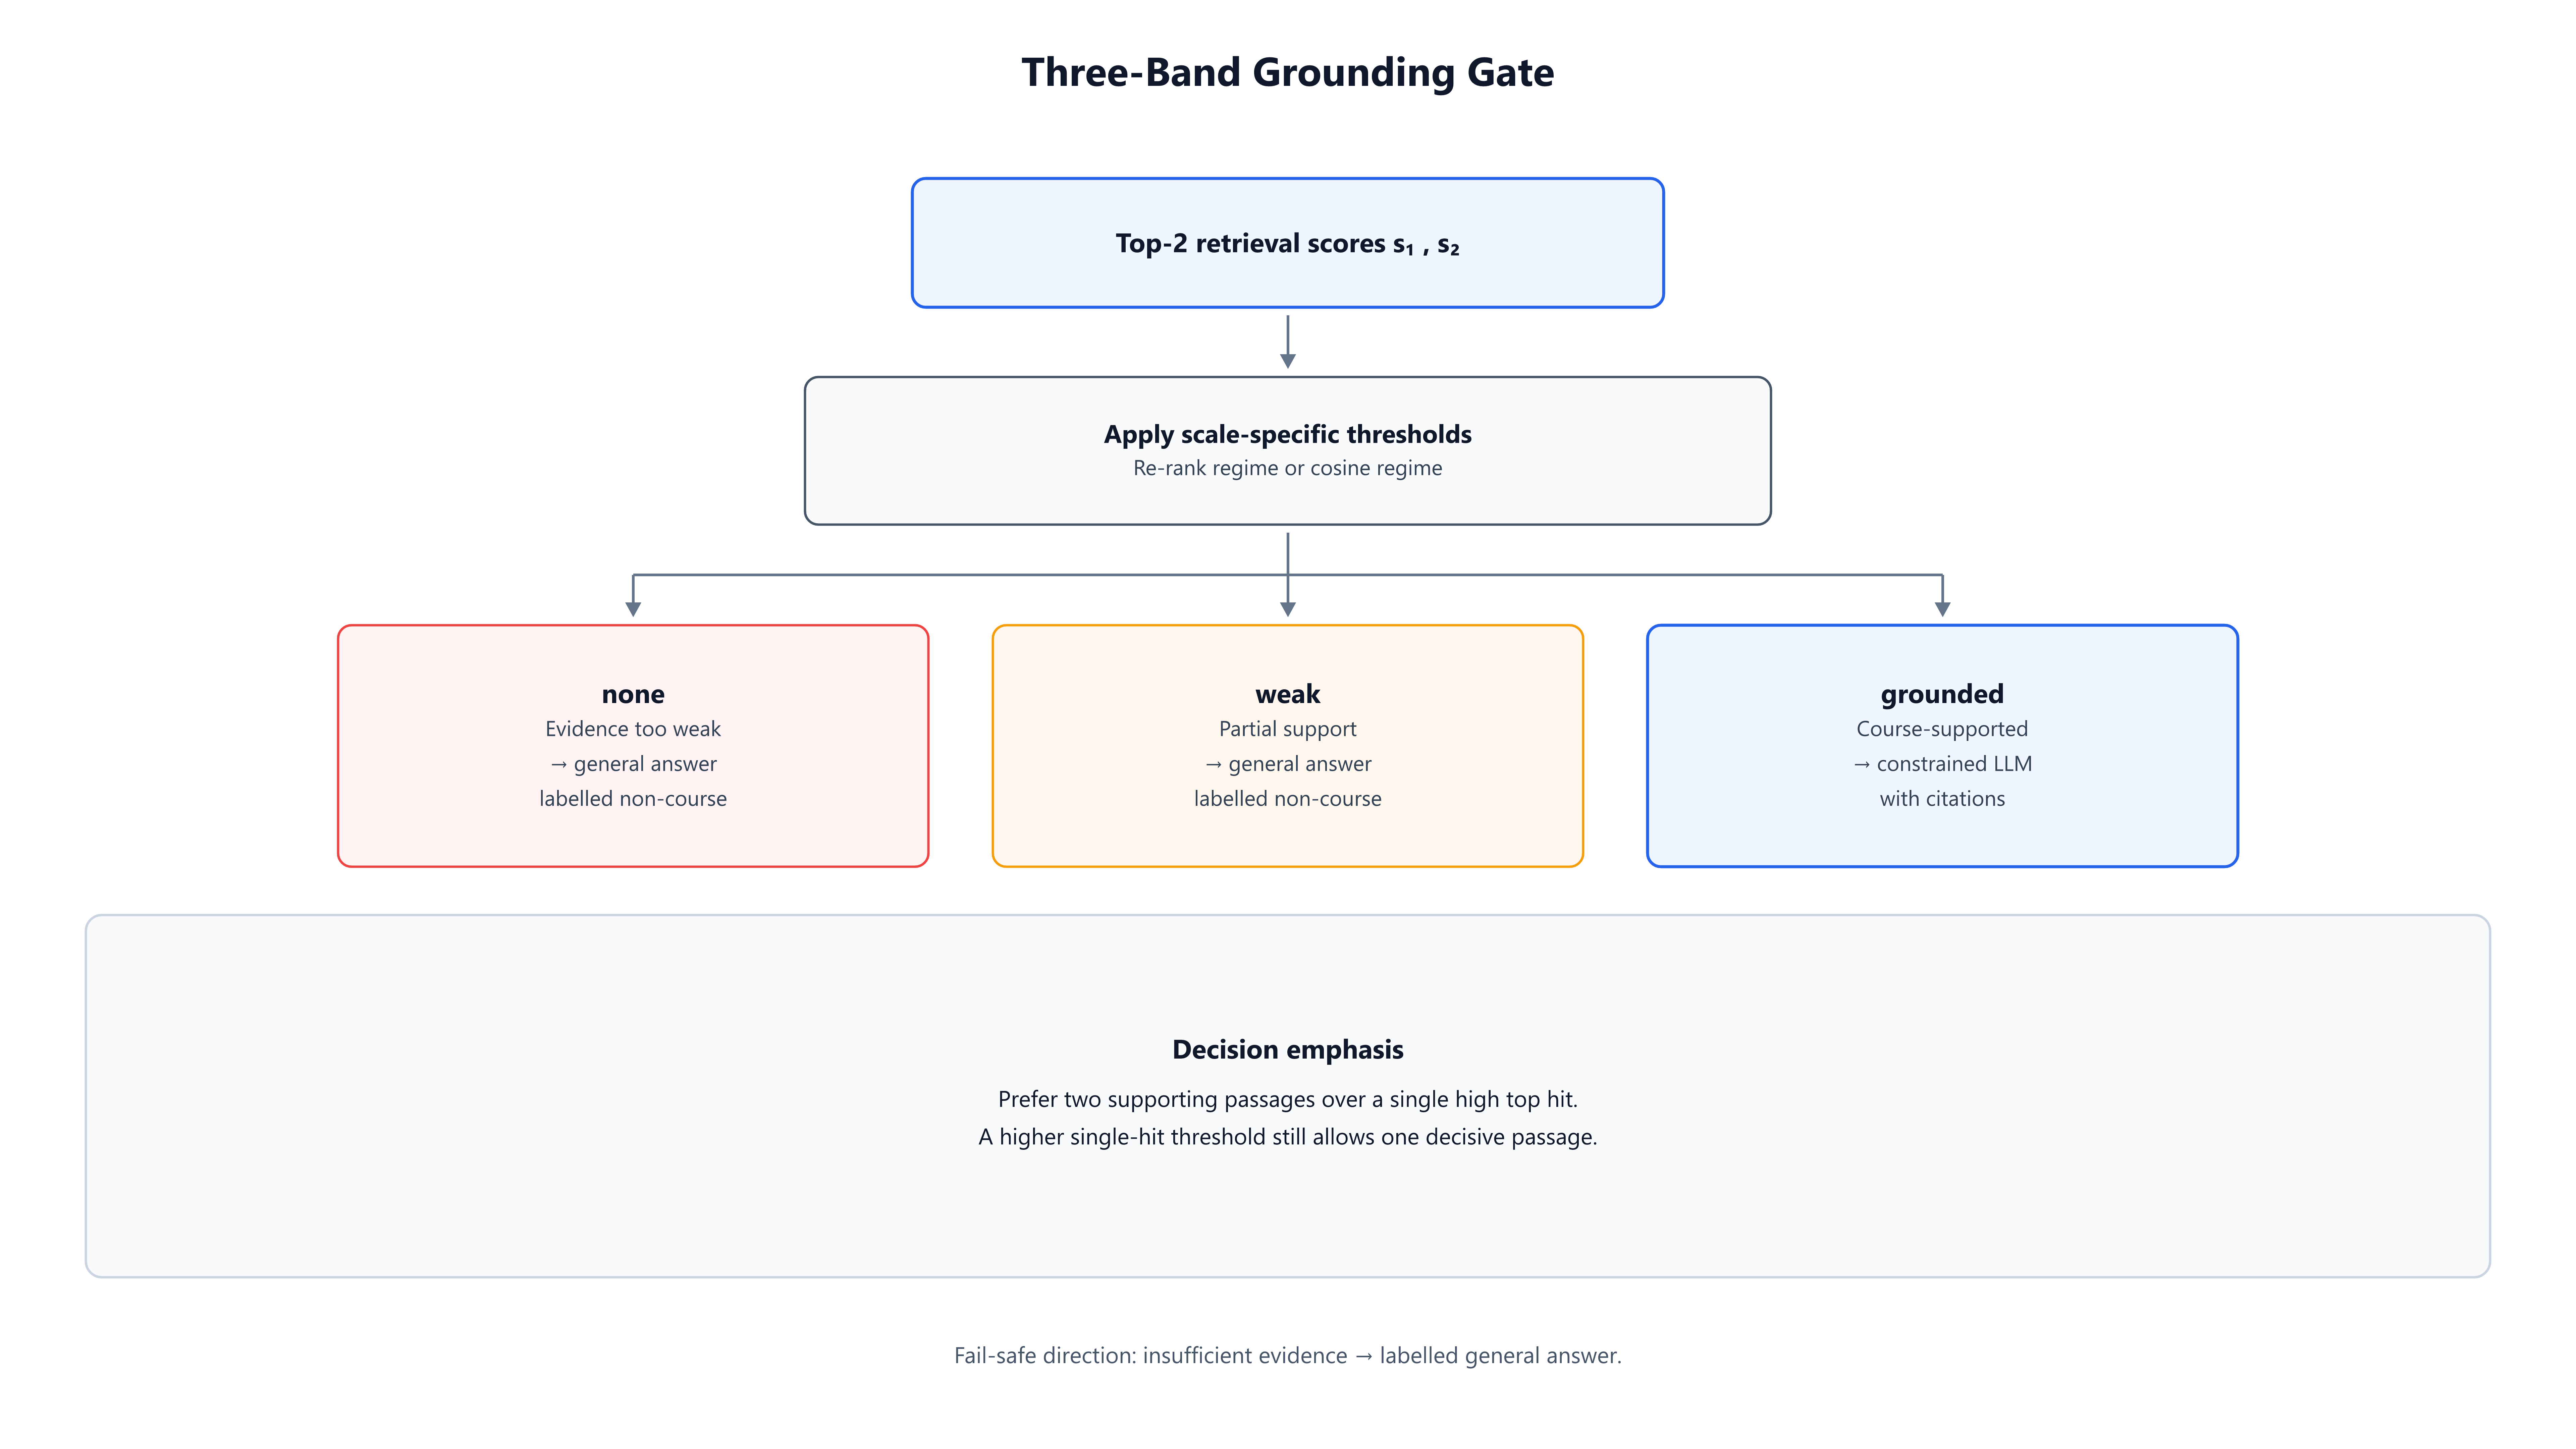 Three-Band Grounding Gate
Top-2 retrieval scores s₁ , s₂
Apply scale-specific thresholds
Re-rank regime or cosine regime
none
Evidence too weak
→ general answer
labelled non-course
weak
Partial support
→ general answer
labelled non-course
grounded
Course-supported
→ constrained LLM
with citations
Decision emphasis
Prefer two supporting passages over a single high top hit.
A higher single-hit threshold still allows one decisive passage.
Fail-safe direction: insufficient evidence → labelled general answer.